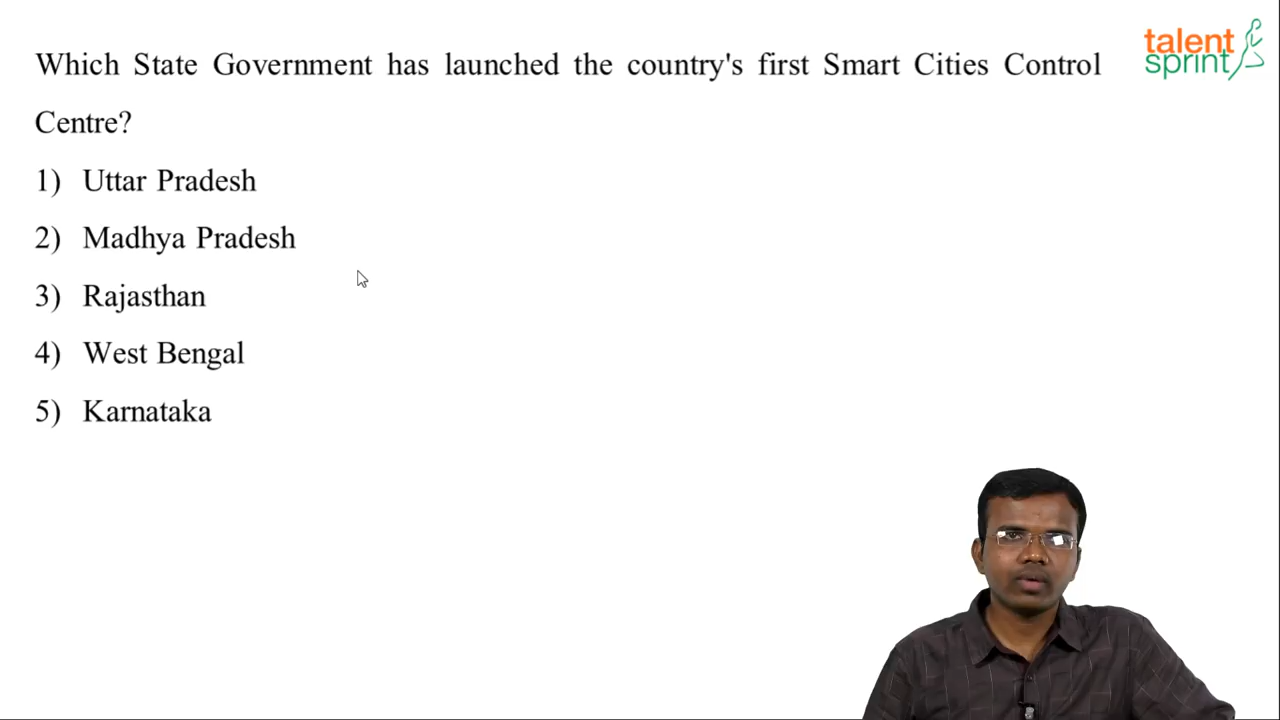 Which State Government has launched the country's first Smart Cities Control
Centre?
1) Uttar Pradesh
2) Madhya Pradesh
3) Rajasthan
4) West Bengal
5) Karnataka
talent
sprint